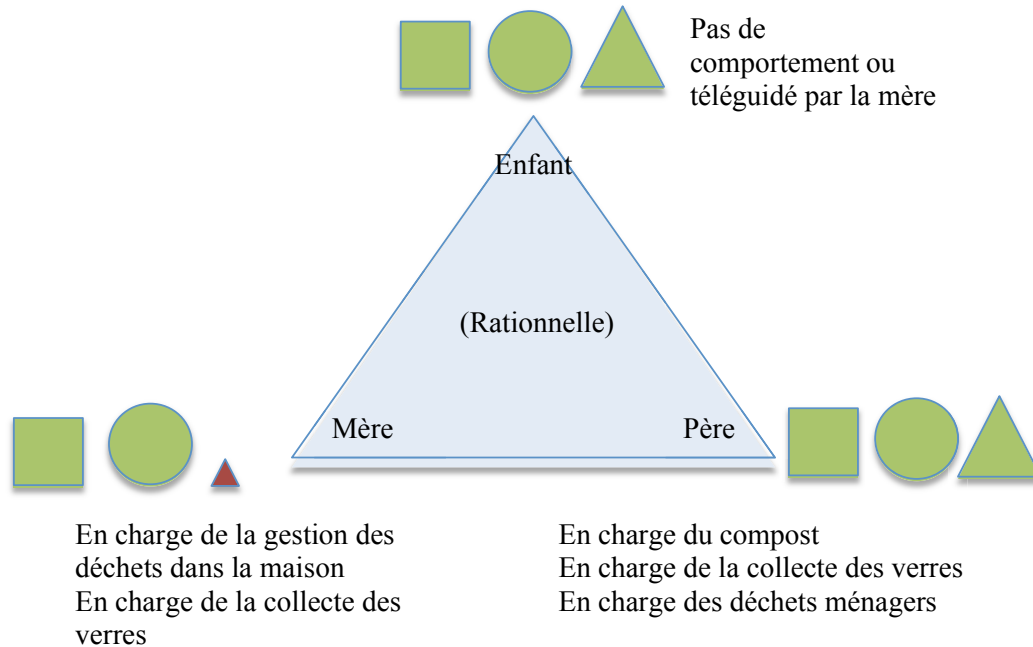 Pas de
comportement ou
téléguidé par la mère
Enfant
(Rationnelle)
Mère
Père
En charge de la gestion des
déchets dans la maison
En charge de la collecte des
verres
En charge du compost
En charge de la collecte des verres
En charge des déchets ménagers